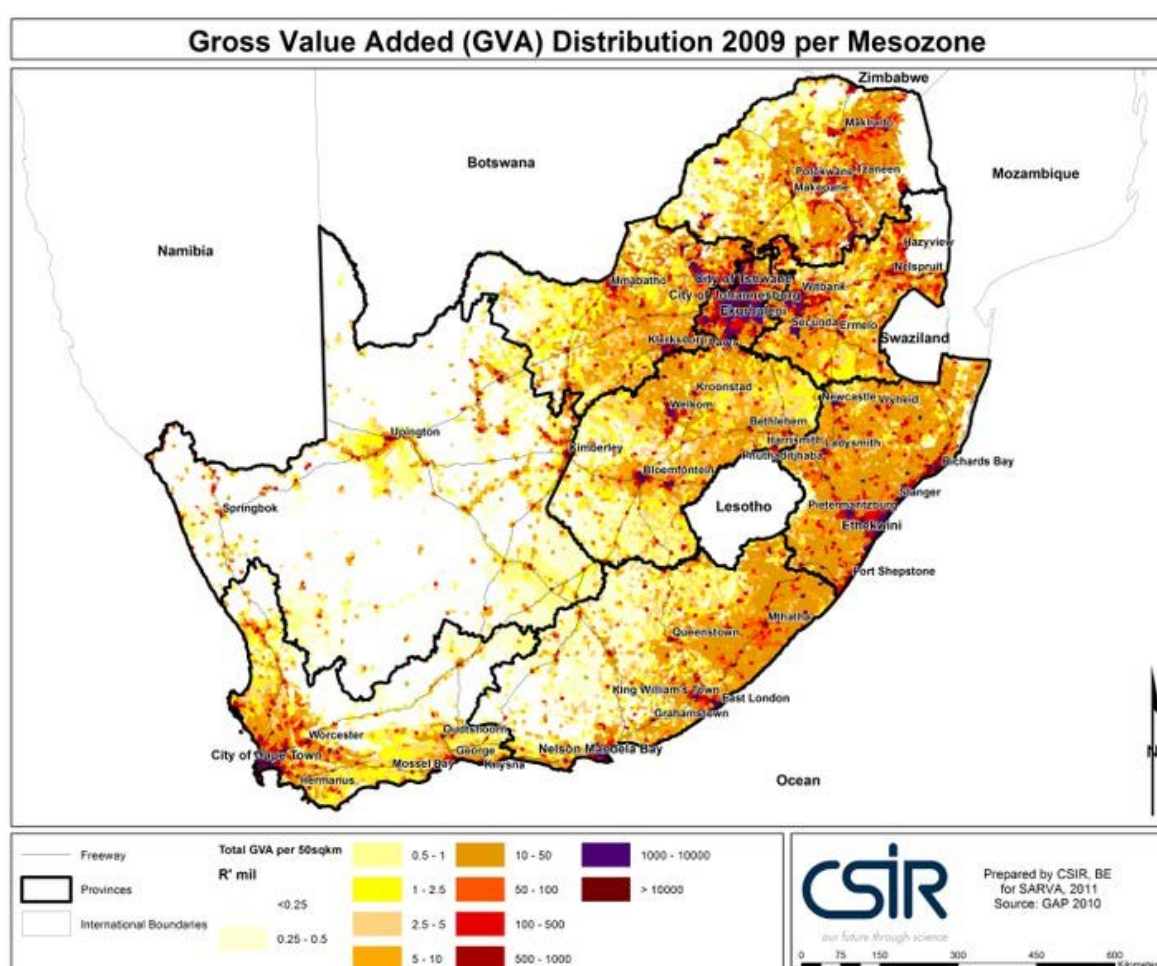 Gross Value Added (GVA) Distribution 2009 per Mesozone
Zimbabwe
Makhado
Botswana
Mozambique
Polokwane
Tzaneen
Makopane
Namibia
Hazyview
Nelspruit
Mmabatho
City of Tshwane
Witbank
City of Johannesburg
Ekurhuleni
Secunda
Ermelo
Swaziland
Klerksdorp
Kroonstad
Newcastle
Vryheid
Welkom
Upington
Bethlehem
Kimberley
Harrismith
Ladysmith
Phuthaditjhaba
Richards Bay
Bloemfontein
Stanger
Springbok
Lesotho
Pietermaritzburg
Ethekwini
Port Shepstone
Mthatha
Queenstown
King William's Town
East London
Grahamstown
Worcester
Oudtshoorn
City of Cape Town
George
Nelson Mandela Bay
Mossel Bay
Knysna
Hermanus
Ocean
N
Freeway
Provinces
International Boundaries
Total GVA per 50sqkm
R' mil
<0.25
0.25 - 0.5
0.5 - 1
1 - 2.5
2.5 - 5
5 - 10
10 - 50
50 - 100
100 - 500
500 - 1000
1000 - 10000
> 10000
CSIR
our future through science
Prepared by CSIR, BE
for SARVA, 2011
Source: GAP 2010
0 75 150 300 450 600